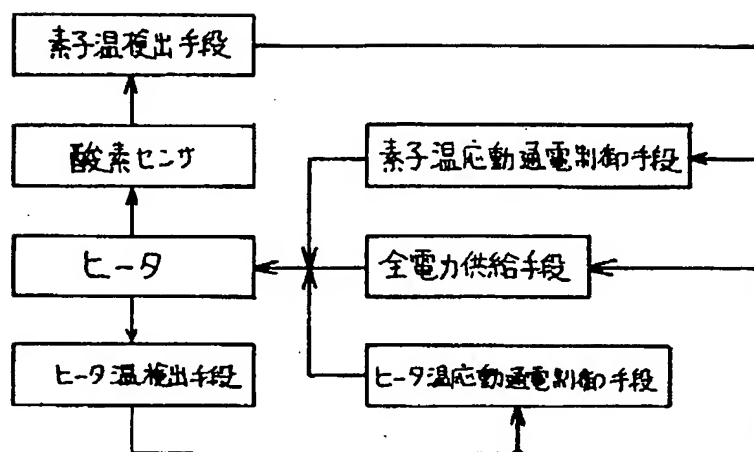 素子温検出手段
酸素センサ
素子温応動通電制御手段
ヒータ
全電力供給手段
ヒータ温検出手段
ヒータ温応動通電制御手段